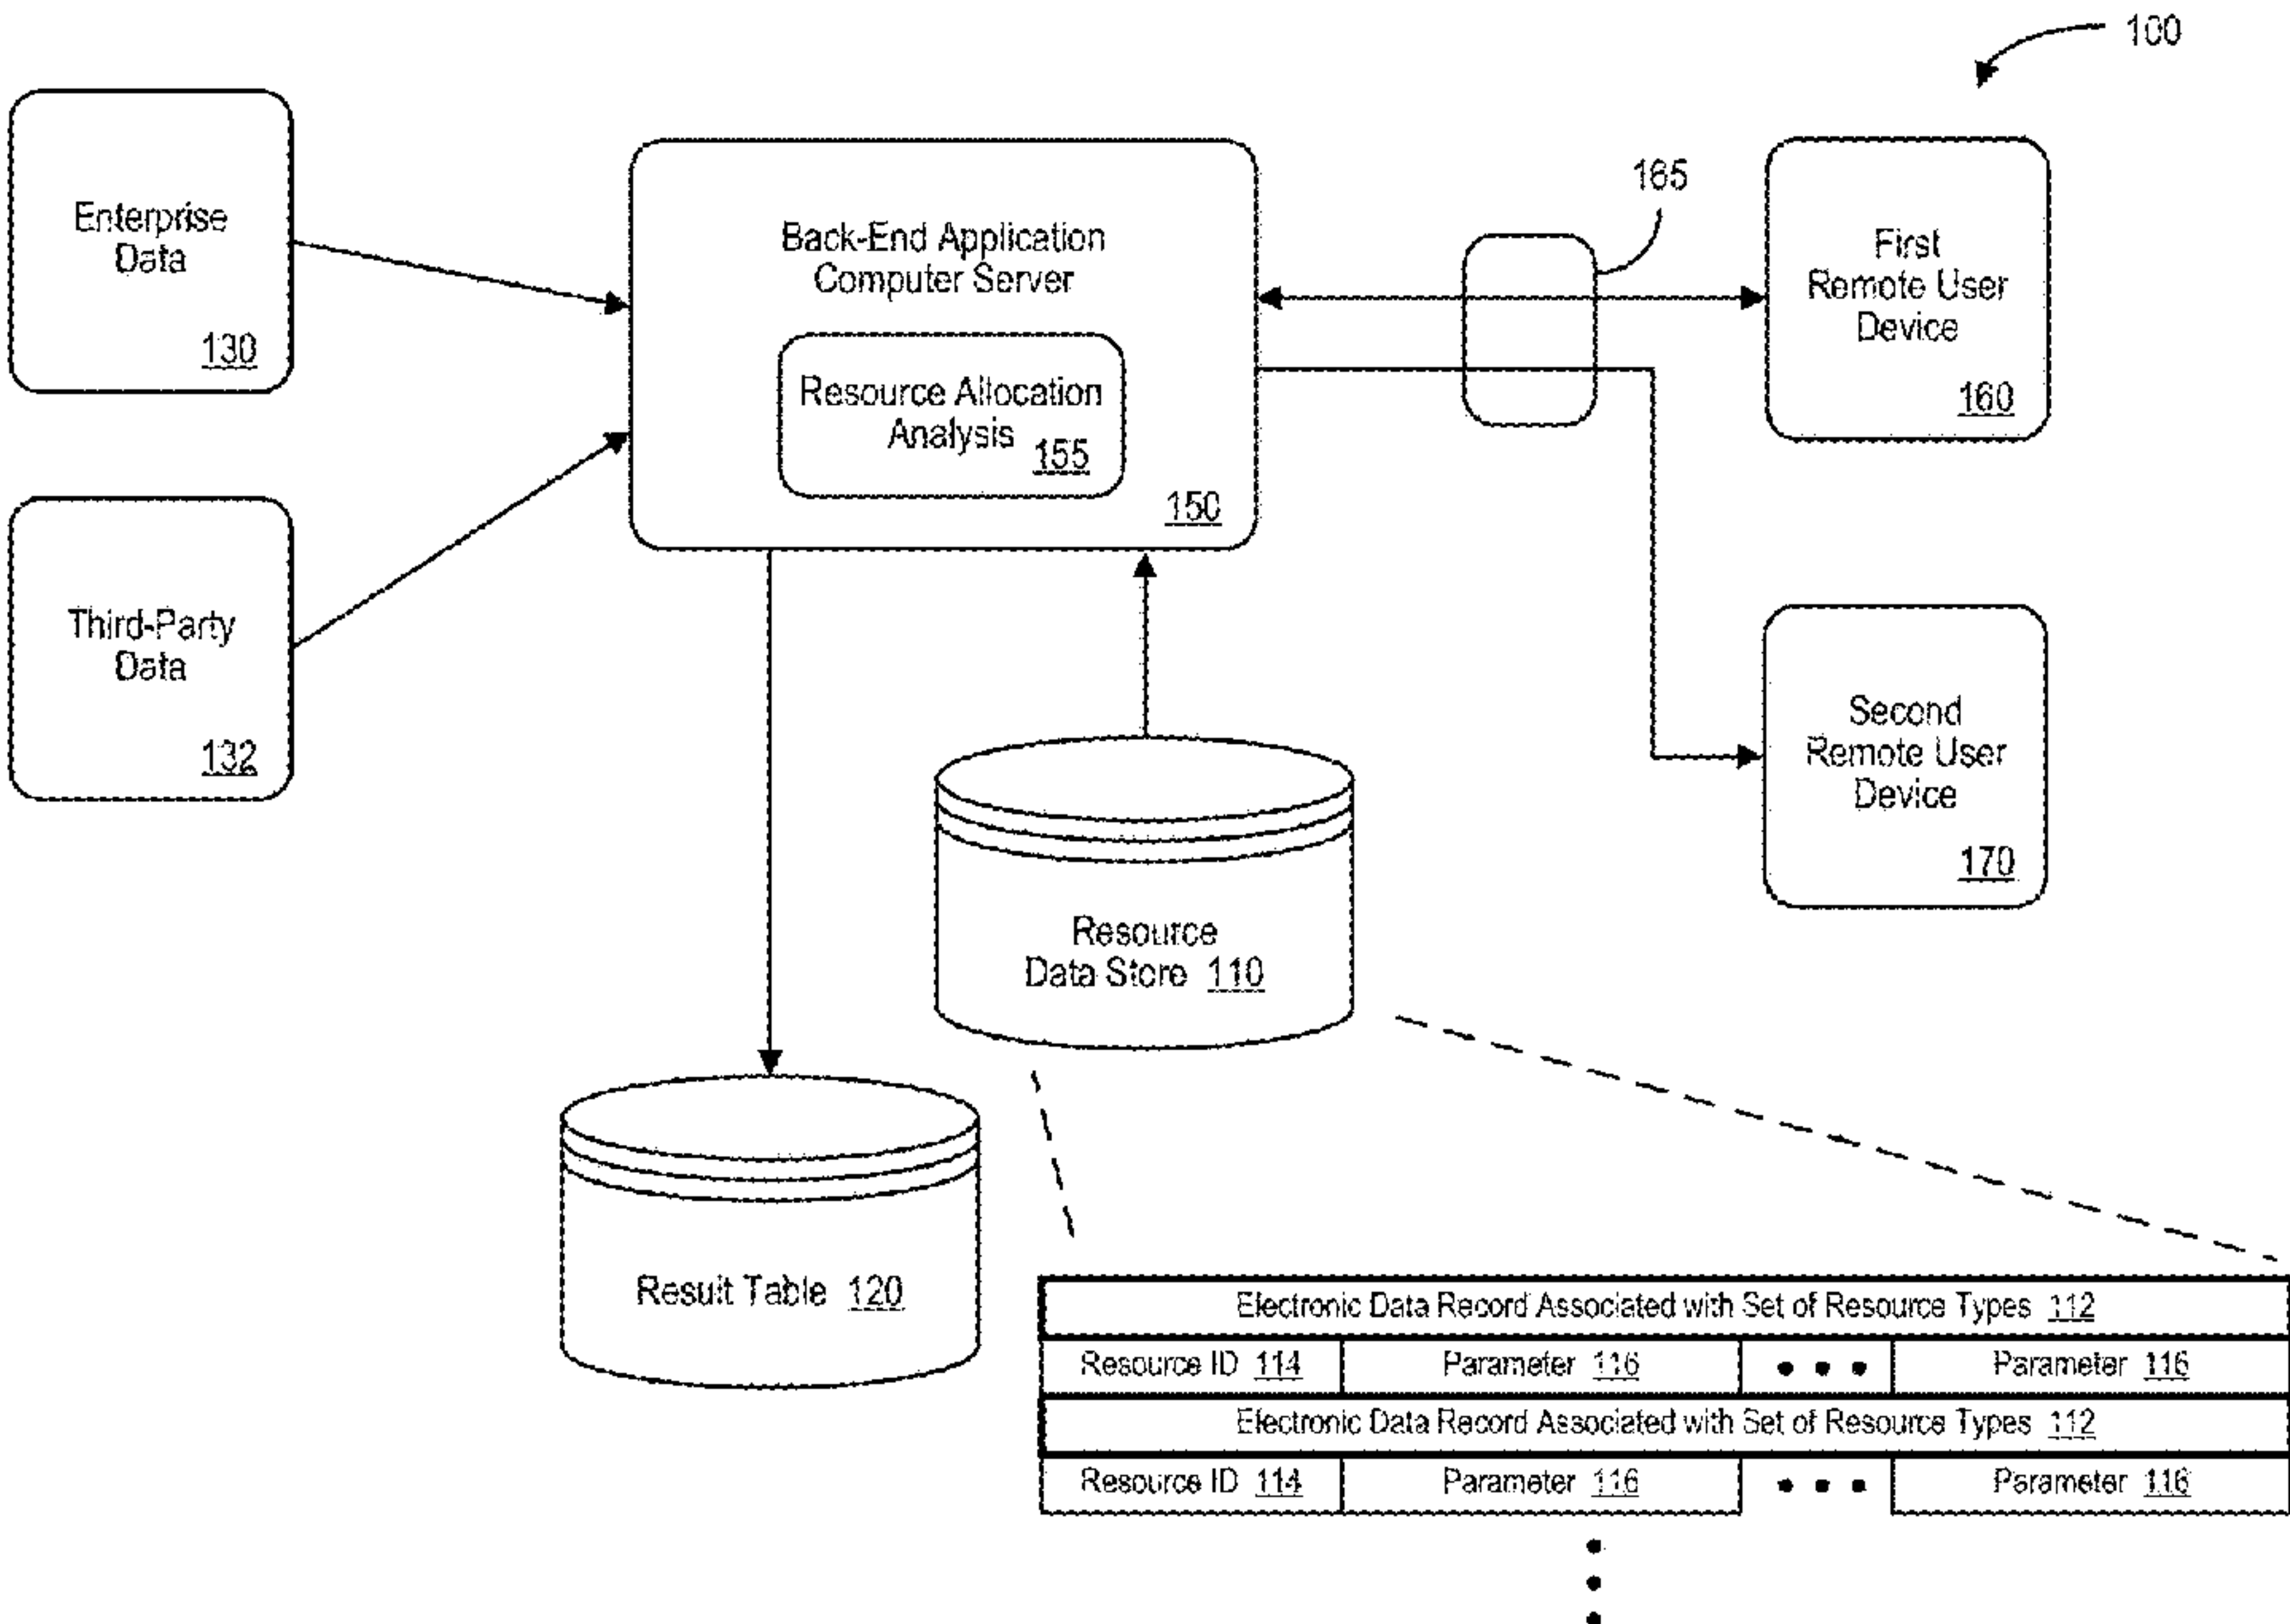 100
Enterprise
Data
130
Back-End Application
Computer Server
Resource Allocation
Analysis 155
150
165
First
Remote User
Device
160
Third-Party
Data
132
Second
Remote User
Device
170
Resource
Data Store 110
Result Table 120
Electronic Data Record Associated with Set of Resource Types 112
Resource ID 114 Parameter 116 • • • Parameter 116
Electronic Data Record Associated with Set of Resource Types 112
Resource ID 114 Parameter 116 • • • Parameter 116